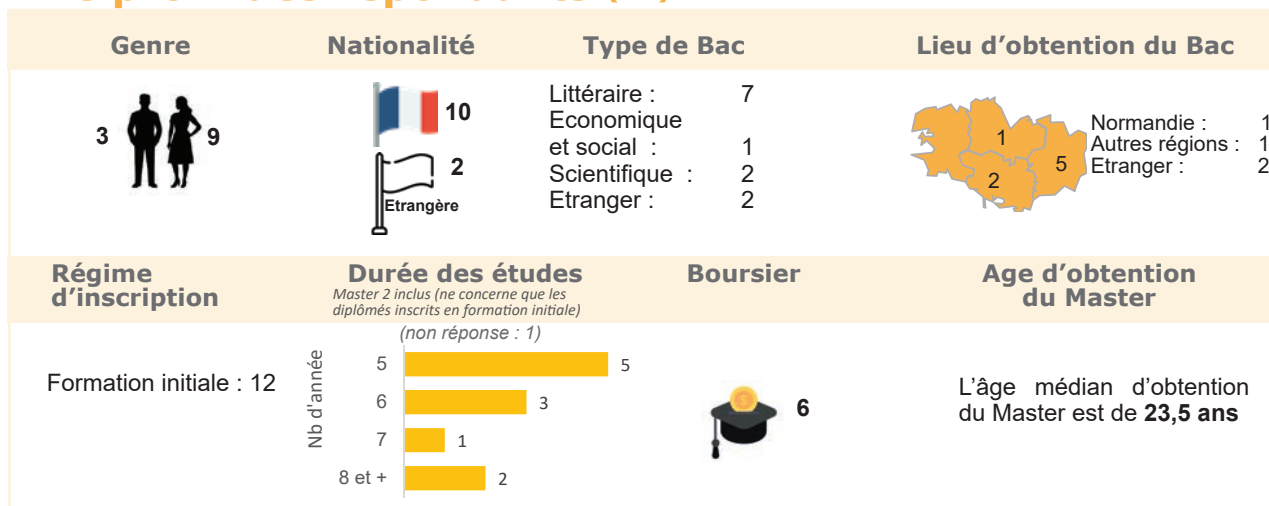 Genre
3
9
Nationalité
10
2
Etrangère
Type de Bac
Littéraire : 7
Economique
et social : 1
Scientifique : 2
Etranger : 2
Lieu d’obtention du Bac
1
2
5
Normandie : 1
Autres régions : 1
Etranger : 2
Régime
d’inscription
Formation initiale : 12
Durée des études
Master 2 inclus (ne concerne que les
diplômés inscrits en formation initiale)
(non réponse : 1)
Nb d'année
5 5
6 3
7 1
8 et + 2
Boursier
6
Age d’obtention
du Master
L’âge médian d’obtention
du Master est de 23,5 ans